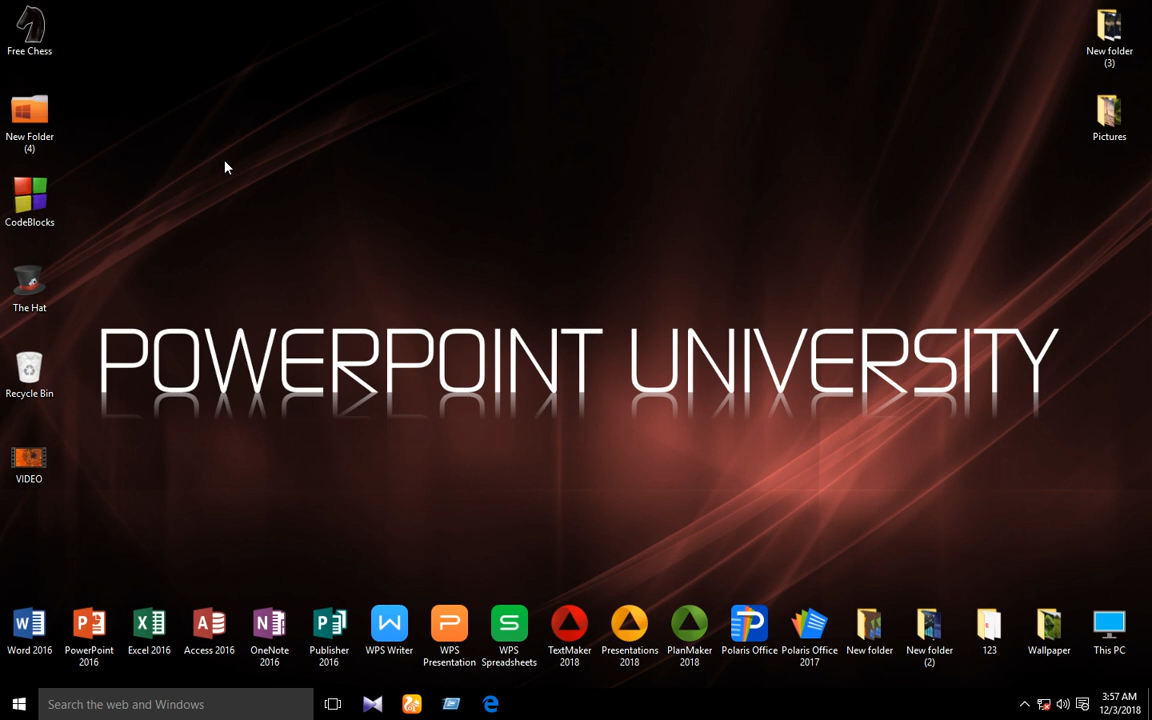 Free Chess
New folder
(3)
New Folder
(4)
Pictures
CodeBlocks
The Hat
POWERPOINT UNIVERSITY
Recycle Bin
VIDEO
Word 2016
PowerPoint
2016
Excel 2016
Access 2016
OneNote
2016
Publisher
2016
WPS Writer
WPS
Presentation
WPS
Spreadsheets
TextMaker
2018
Presentations
2018
PlanMaker
2018
Polaris Office
Polaris Office
2017
New folder
New folder
(2)
123
Wallpaper
This PC
Search the web and Windows
3:57 AM
12/3/2018